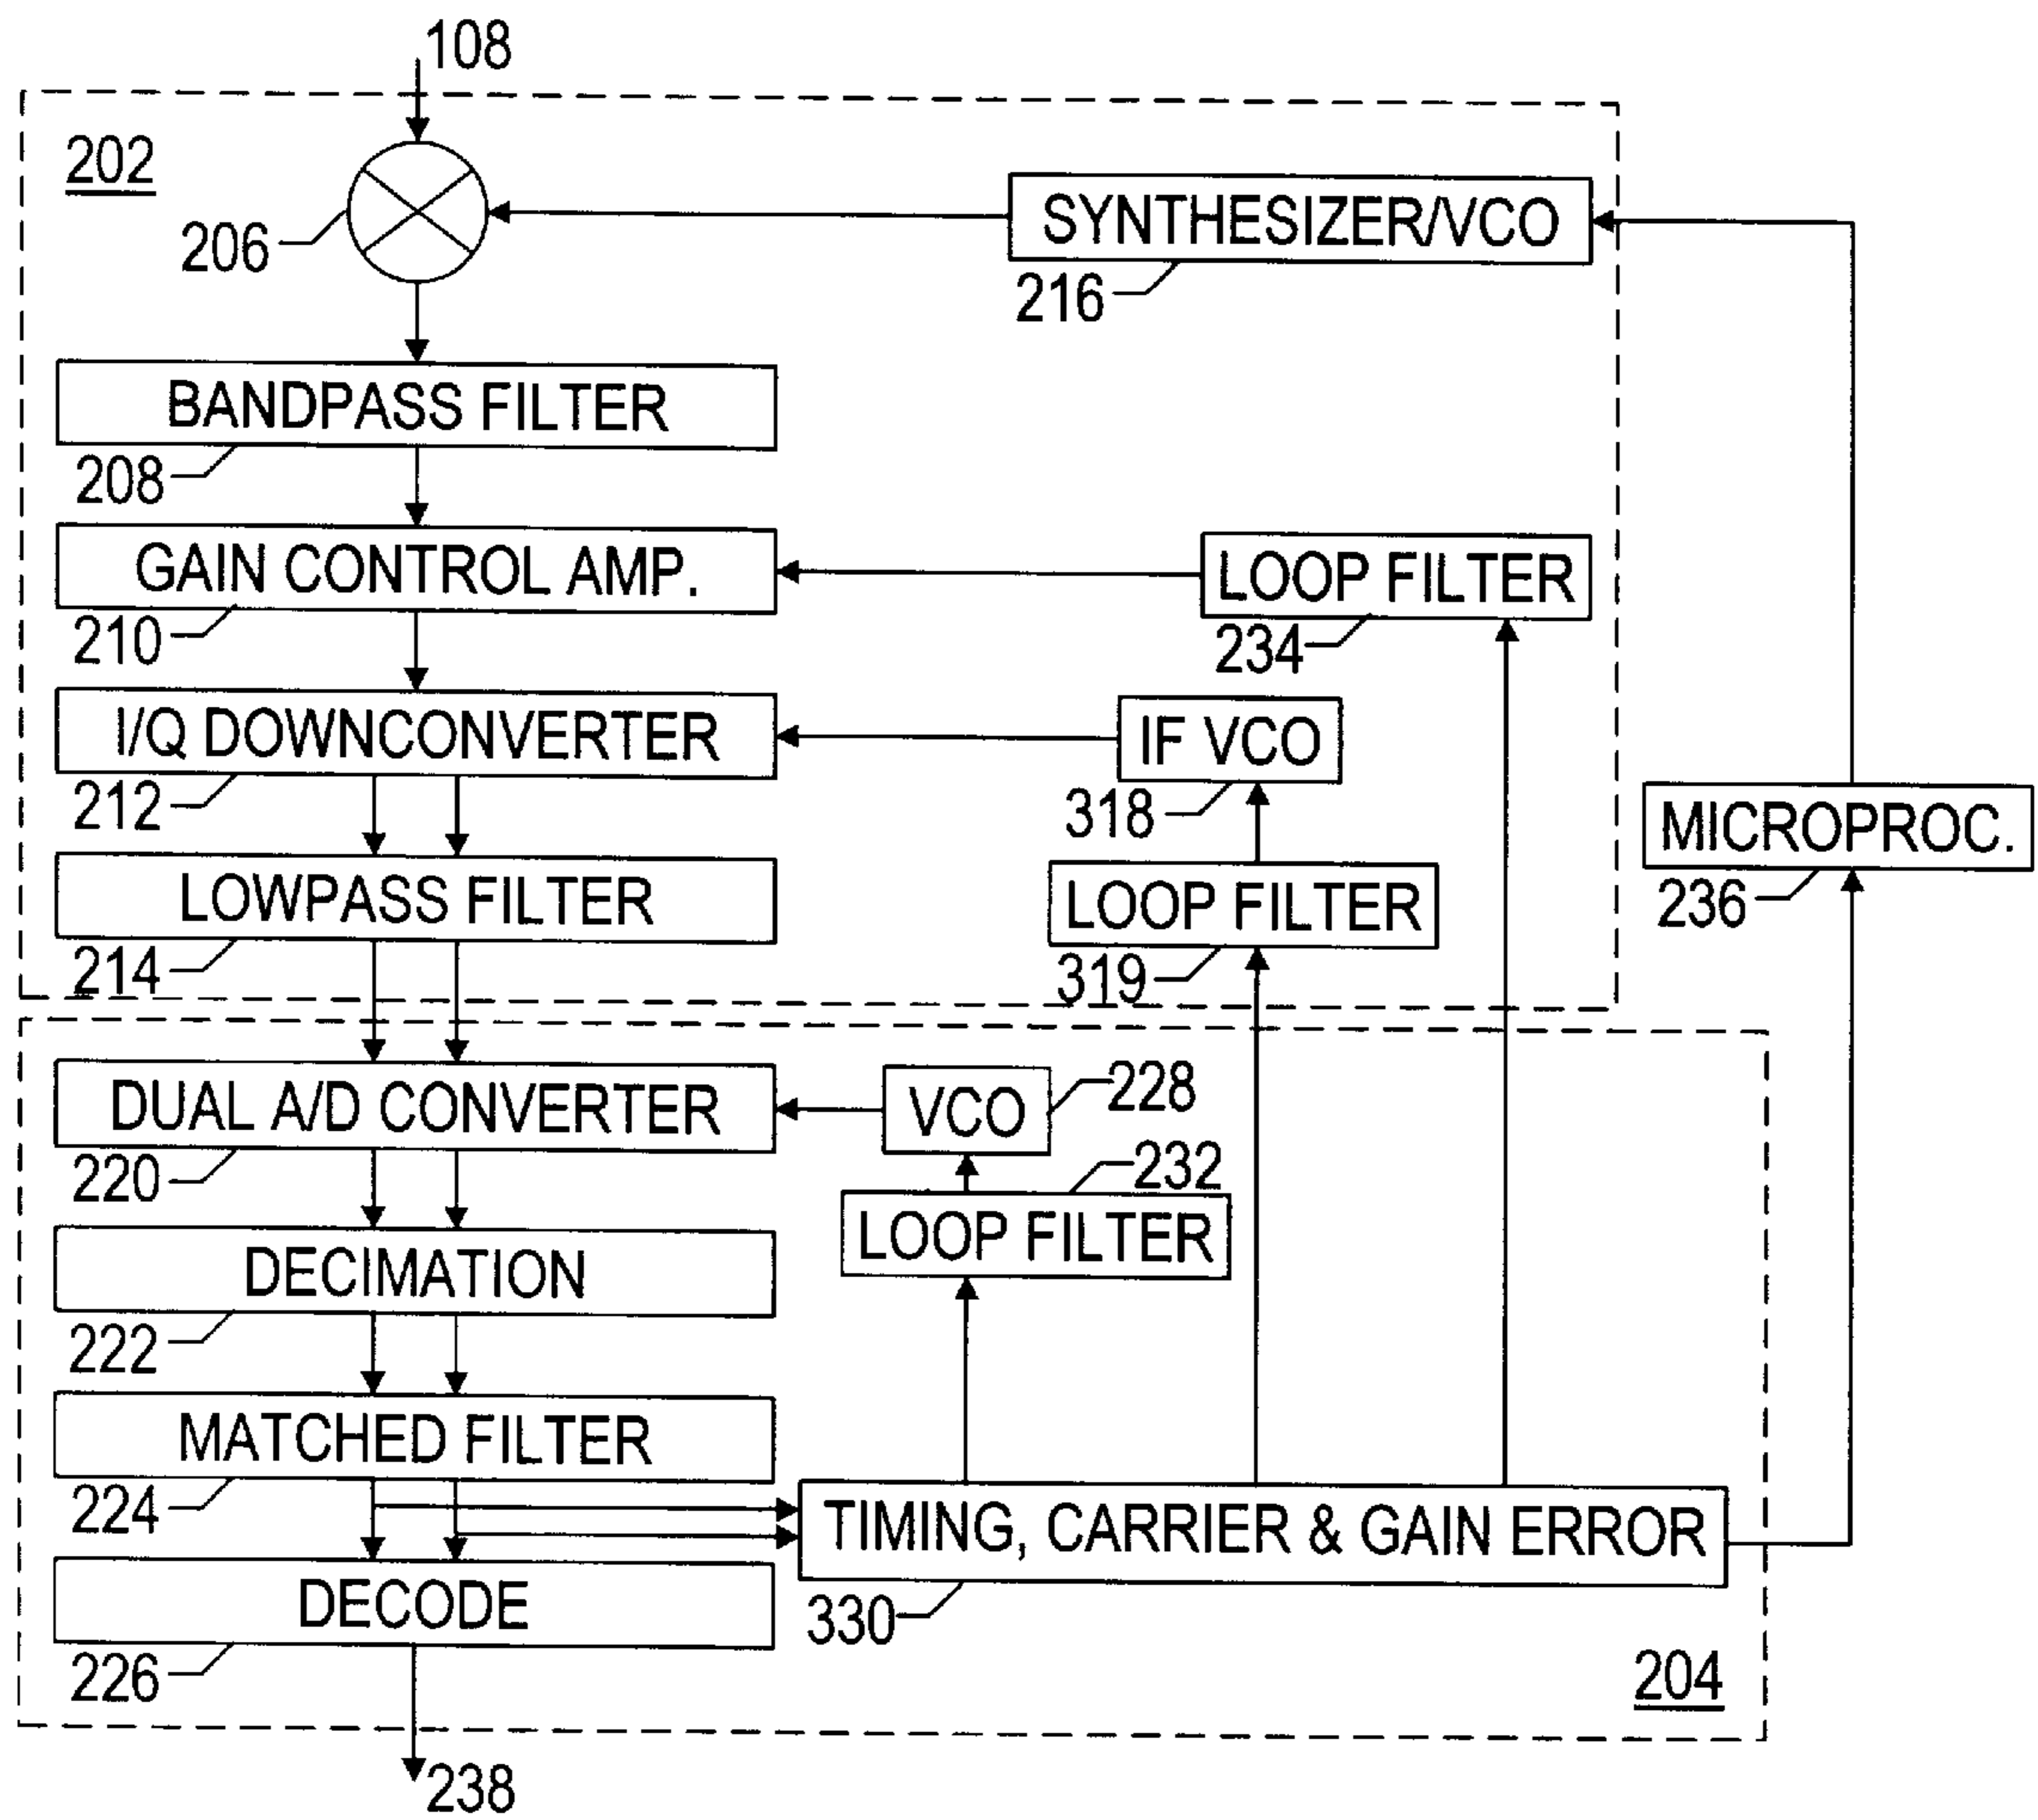 108
202
206
SYNTHESIZER/VCO
216
BANDPASS FILTER
208
GAIN CONTROL AMP.
210
LOOP FILTER
234
I/Q DOWNCONVERTER
212
IF VCO
318
MICROPROC.
236
LOWPASS FILTER
214
LOOP FILTER
319
DUAL A/D CONVERTER
220
VCO
228
232
LOOP FILTER
DECIMATION
222
MATCHED FILTER
224
TIMING, CARRIER & GAIN ERROR
330
DECODE
226
204
238